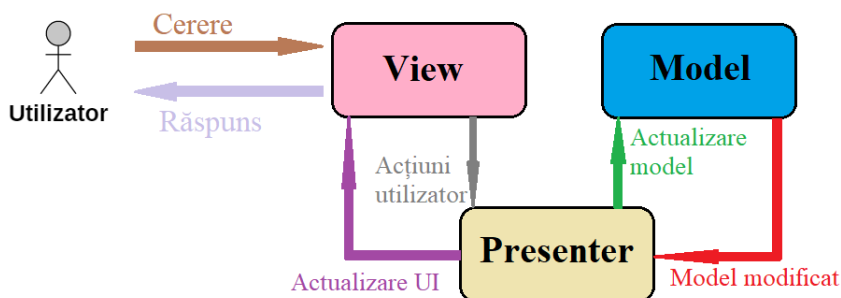 Cerere
View
Model
Utilizator
Răspuns
Acțiuni
utilizator
Actualizare
model
Presenter
Actualizare UI
Model modificat